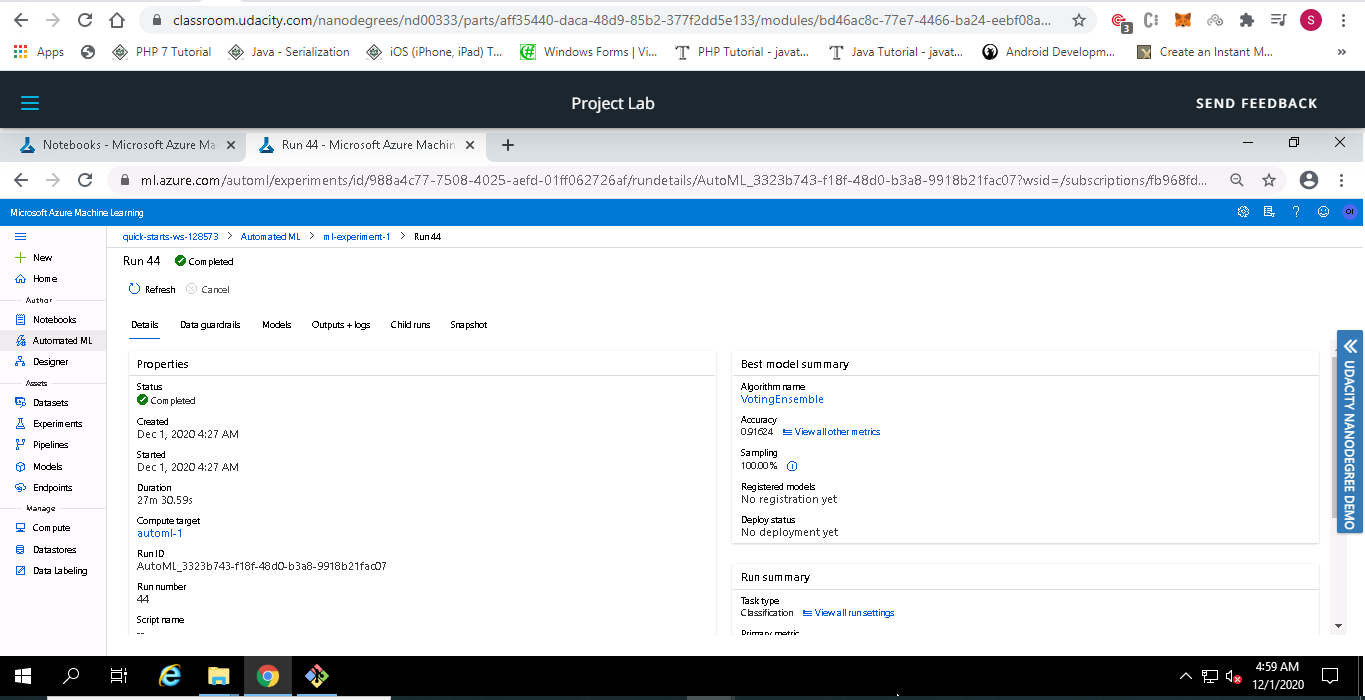 classroom.udacity.com/nanodegrees/nd00333/parts/aff35440-daca-48d9-85b2-377f2dd5e133/modules/bd46ac8c-77e7-4466-ba24-eebf08a...
3
S
Apps
PHP 7 Tutorial
Java - Serialization
iOS (iPhone, iPad) T...
Windows Forms | Vi...
PHP Tutorial - javat...
Java Tutorial - javat...
Android Developm...
Create an Instant M...
»
Project Lab
SEND FEEDBACK
Notebooks - Microsoft Azure Ma
Run 44 - Microsoft Azure Machin
ml.azure.com/automl/experiments/id/988a4c77-7508-4025-aefd-01ff062726af/rundetails/AutoML_3323b743-f18f-48d0-b3a8-9918b21fac07?wsid=/subscriptions/fb968fd...
Microsoft Azure Machine Learning
OI
quick-starts-ws-128573 > Automated ML > ml-experiment-1 > Run 44
New
Home
Author
Notebooks
Automated ML
Designer
Assets
Datasets
Experiments
Pipelines
Models
Endpoints
Manage
Compute
Datastores
Data Labeling
Run 44 Completed
Refresh Cancel
Details Data guardrails Models Outputs + logs Child runs Snapshot
Properties
Status
Completed
Created
Dec 1, 2020 4:27 AM
Started
Dec 1, 2020 4:27 AM
Duration
27m 30.59s
Compute target
automl-1
Run ID
AutoML_3323b743-f18f-48d0-b3a8-9918b21fac07
Run number
44
Script name
--
Best model summary
Algorithm name
VotingEnsemble
Accuracy
0.91624 View all other metrics
Sampling
100.00%
Registered models
No registration yet
Deploy status
No deployment yet
Run summary
Task type
Classification View all run settings
Primary metric
UDACITY NANODEGREE DEMO
4:59 AM
12/1/2020